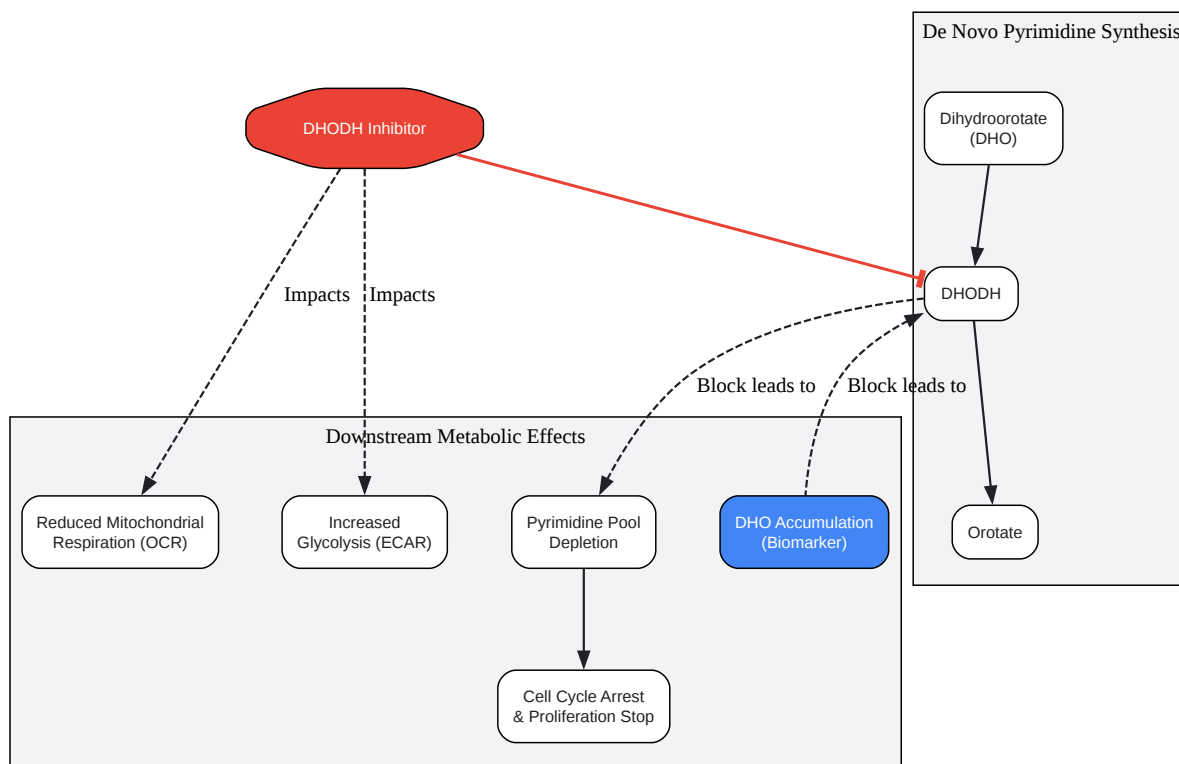 De Novo Pyrimidine Synthesis
Dihydroorotate
(DHO)
DHODH Inhibitor
DHODH
Impacts
Impacts
Block leads to
Block leads to
Downstream Metabolic Effects
Reduced Mitochondrial
Respiration (OCR)
Increased
Glycolysis (ECAR)
Pyrimidine Pool
Depletion
DHO Accumulation
(Biomarker)
Orotate
Cell Cycle Arrest
& Proliferation Stop